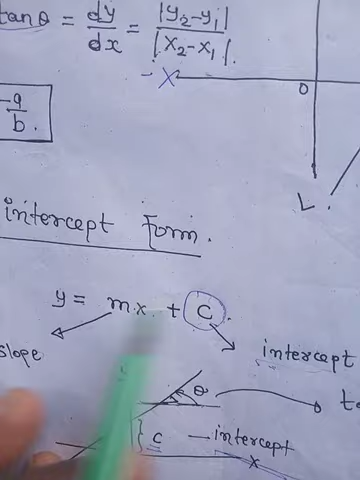 tanθ = dy/dx = |y₂-y₁| / |x₂-x₁|.
- X
0
-a/b.
L.
intercept Form.
y = mx + C.
slope
intercept
θ
{ C — intercept
x